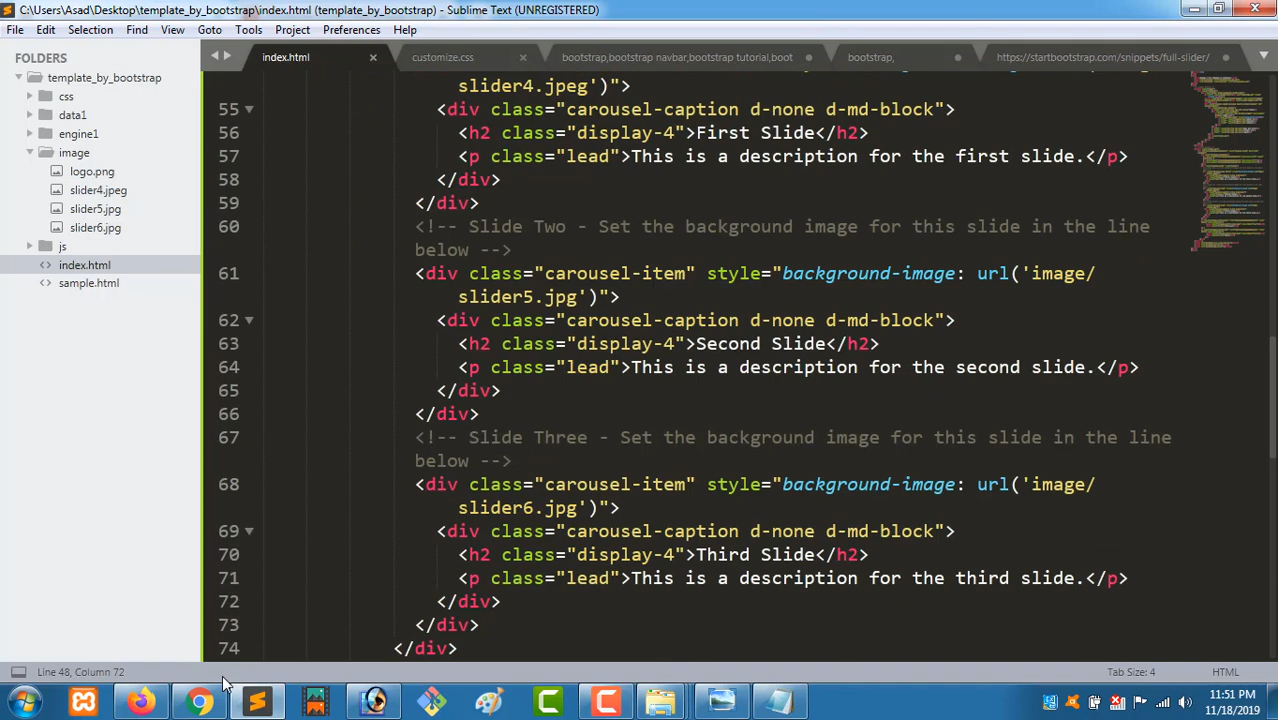 C:\Users\Asad\Desktop\template_by_bootstrap\index.html (template_by_bootstrap) - Sublime Text (UNREGISTERED)
File Edit Selection Find View Goto Tools Project Preferences Help
FOLDERS
template_by_bootstrap
css
data1
engine1
image
logo.png
slider4.jpeg
slider5.jpg
slider6.jpg
js
index.html
sample.html
index.html customize.css bootstrap,bootstrap navbar,bootstrap tutorial,boot bootstrap, https://startbootstrap.com/snippets/full-slider/
slider4.jpeg')">
55 <div class="carousel-caption d-none d-md-block">
56 <h2 class="display-4">First Slide</h2>
57 <p class="lead">This is a description for the first slide.</p>
58 </div>
59 </div>
60 <!-- Slide Two - Set the background image for this slide in the line
below -->
61 <div class="carousel-item" style="background-image: url('image/
slider5.jpg')">
62 <div class="carousel-caption d-none d-md-block">
63 <h2 class="display-4">Second Slide</h2>
64 <p class="lead">This is a description for the second slide.</p>
65 </div>
66 </div>
67 <!-- Slide Three - Set the background image for this slide in the line
below -->
68 <div class="carousel-item" style="background-image: url('image/
slider6.jpg')">
69 <div class="carousel-caption d-none d-md-block">
70 <h2 class="display-4">Third Slide</h2>
71 <p class="lead">This is a description for the third slide.</p>
72 </div>
73 </div>
74 </div>
Line 48, Column 72 Tab Size: 4 HTML
11:51 PM
11/18/2019